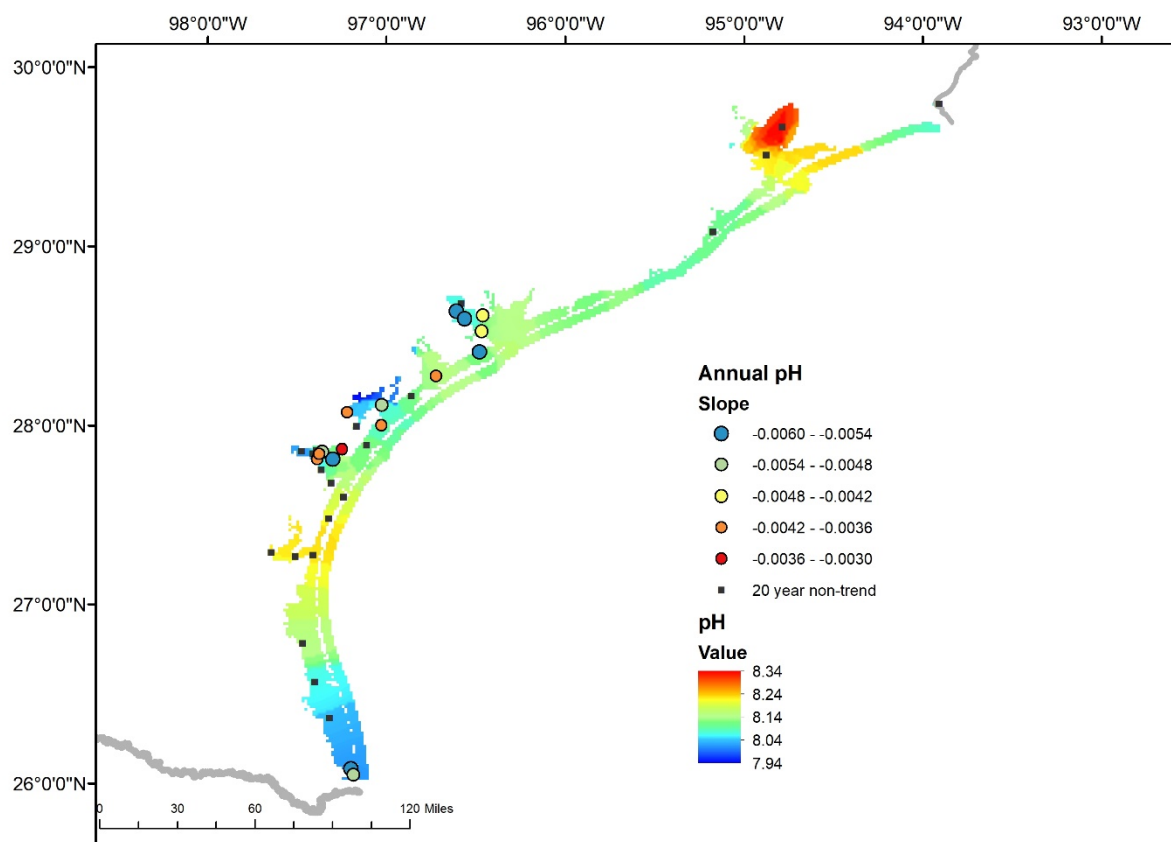 98°0'0"W 97°0'0"W 96°0'0"W 95°0'0"W 94°0'0"W 93°0'0"W
30°0'0"N
29°0'0"N
28°0'0"N
27°0'0"N
26°0'0"N
Annual pH
Slope
-0.0060 - -0.0054
-0.0054 - -0.0048
-0.0048 - -0.0042
-0.0042 - -0.0036
-0.0036 - -0.0030
20 year non-trend
pH
Value
8.34
8.24
8.14
8.04
7.94
0 30 60 120 Miles